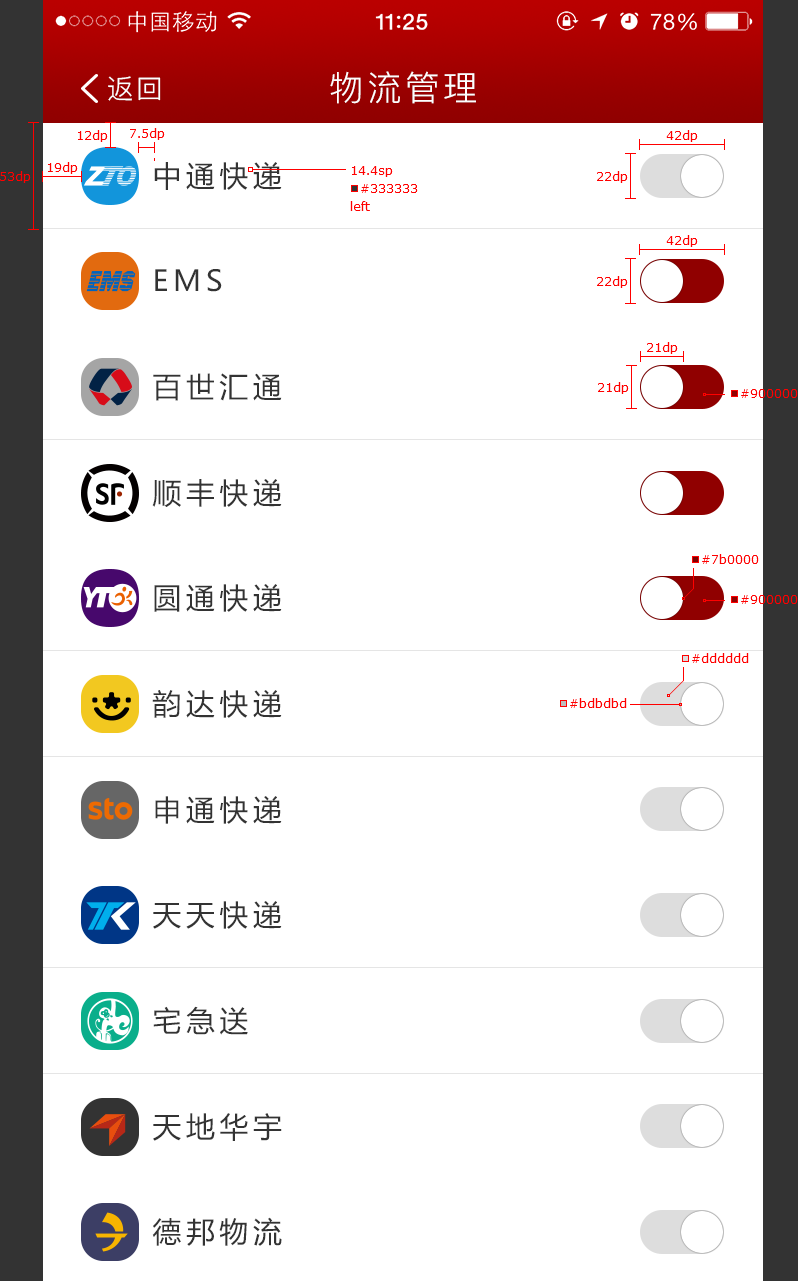 中国移动 11:25 78%
返回 物流管理
12dp 7.5dp 42dp
53dp 19dp ZTO 中通快递 14.4sp 22dp
#333333
left
42dp
EMS EMS 22dp
21dp
百世汇通 21dp #900000
SF 顺丰快递
#7b0000
YTO 圆通快递 #900000
#dddddd
韵达快递 #bdbdbd
sto 申通快递
天天快递
宅急送
天地华宇
德邦物流